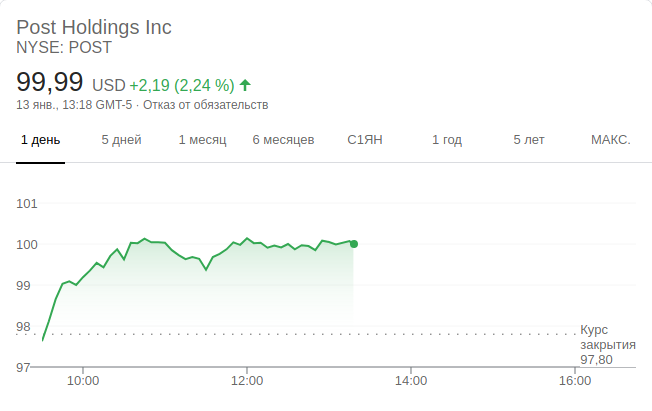 Post Holdings Inc
NYSE: POST
99,99 USD +2,19 (2,24 %)
13 янв., 13:18 GMT-5 · Отказ от обязательств
1 день 5 дней 1 месяц 6 месяцев С1ЯН 1 год 5 лет МАКС.
101
100
99
98
Курс
закрытия
97,80
97
10:00 12:00 14:00 16:00